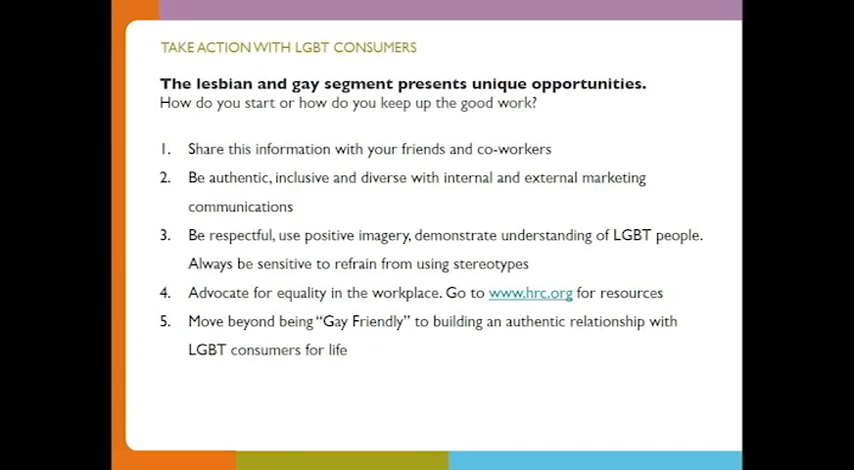 TAKE ACTION WITH LGBT CONSUMERS
The lesbian and gay segment presents unique opportunities.
How do you start or how do you keep up the good work?
1. Share this information with your friends and co-workers
2. Be authentic, inclusive and diverse with internal and external marketing
communications
3. Be respectful, use positive imagery, demonstrate understanding of LGBT people.
Always be sensitive to refrain from using stereotypes
4. Advocate for equality in the workplace. Go to www.hrc.org for resources
5. Move beyond being “Gay Friendly” to building an authentic relationship with
LGBT consumers for life